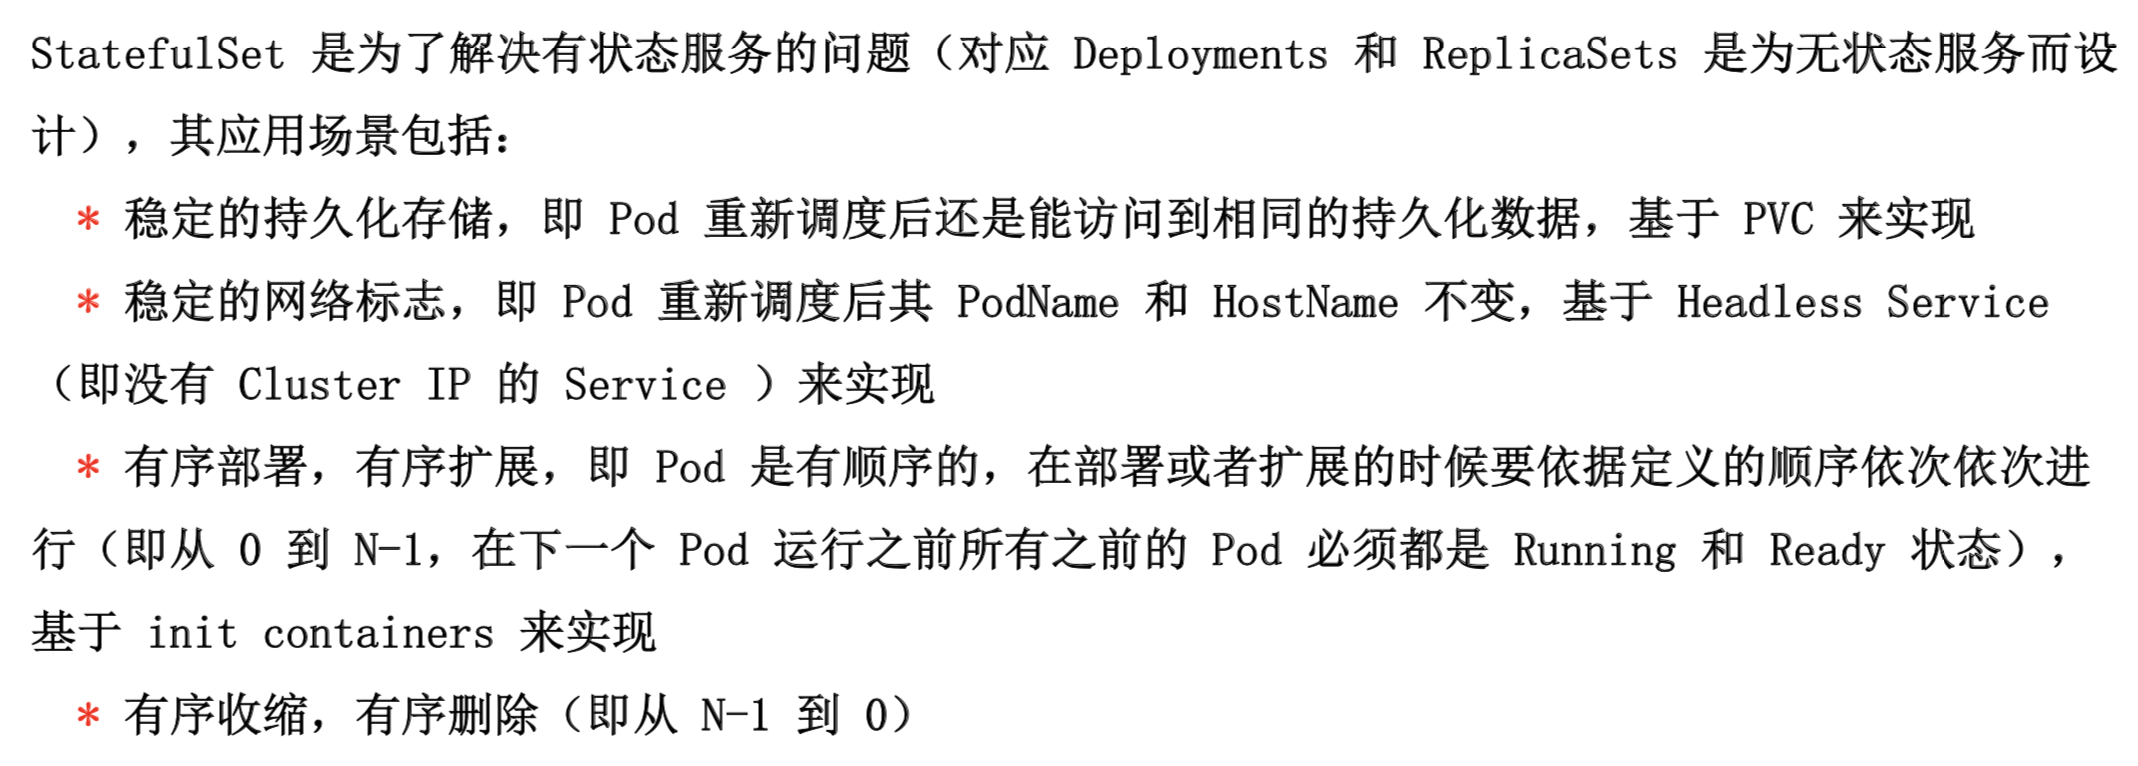 StatefulSet 是为了解决有状态服务的问题（对应 Deployments 和 ReplicaSets 是为无状态服务而设
计），其应用场景包括：
* 稳定的持久化存储，即 Pod 重新调度后还是能访问到相同的持久化数据，基于 PVC 来实现
* 稳定的网络标志，即 Pod 重新调度后其 PodName 和 HostName 不变，基于 Headless Service
（即没有 Cluster IP 的 Service ）来实现
* 有序部署，有序扩展，即 Pod 是有顺序的，在部署或者扩展的时候要依据定义的顺序依次依次进
行（即从 0 到 N-1，在下一个 Pod 运行之前所有之前的 Pod 必须都是 Running 和 Ready 状态），
基于 init containers 来实现
* 有序收缩，有序删除（即从 N-1 到 0）